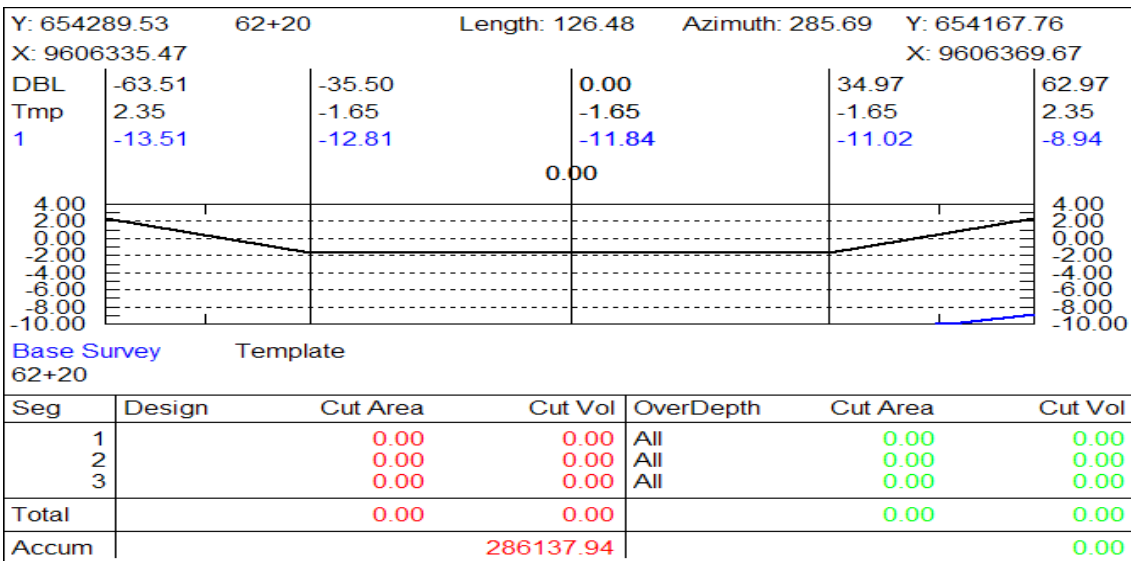 Y: 654289.53 62+20 Length: 126.48 Azimuth: 285.69 Y: 654167.76
X: 9606335.47 X: 9606369.67
DBL -63.51 -35.50 0.00 34.97 62.97
Tmp 2.35 -1.65 -1.65 -1.65 2.35
1 -13.51 -12.81 -11.84 -11.02 -8.94
0.00
4.00 4.00
2.00 2.00
0.00 0.00
-2.00 -2.00
-4.00 -4.00
-6.00 -6.00
-8.00 -8.00
-10.00 -10.00
Base Survey Template
62+20
Seg Design Cut Area Cut Vol OverDepth Cut Area Cut Vol
1 0.00 0.00 All 0.00 0.00
2 0.00 0.00 All 0.00 0.00
3 0.00 0.00 All 0.00 0.00
Total 0.00 0.00 0.00 0.00
Accum 286137.94 0.00